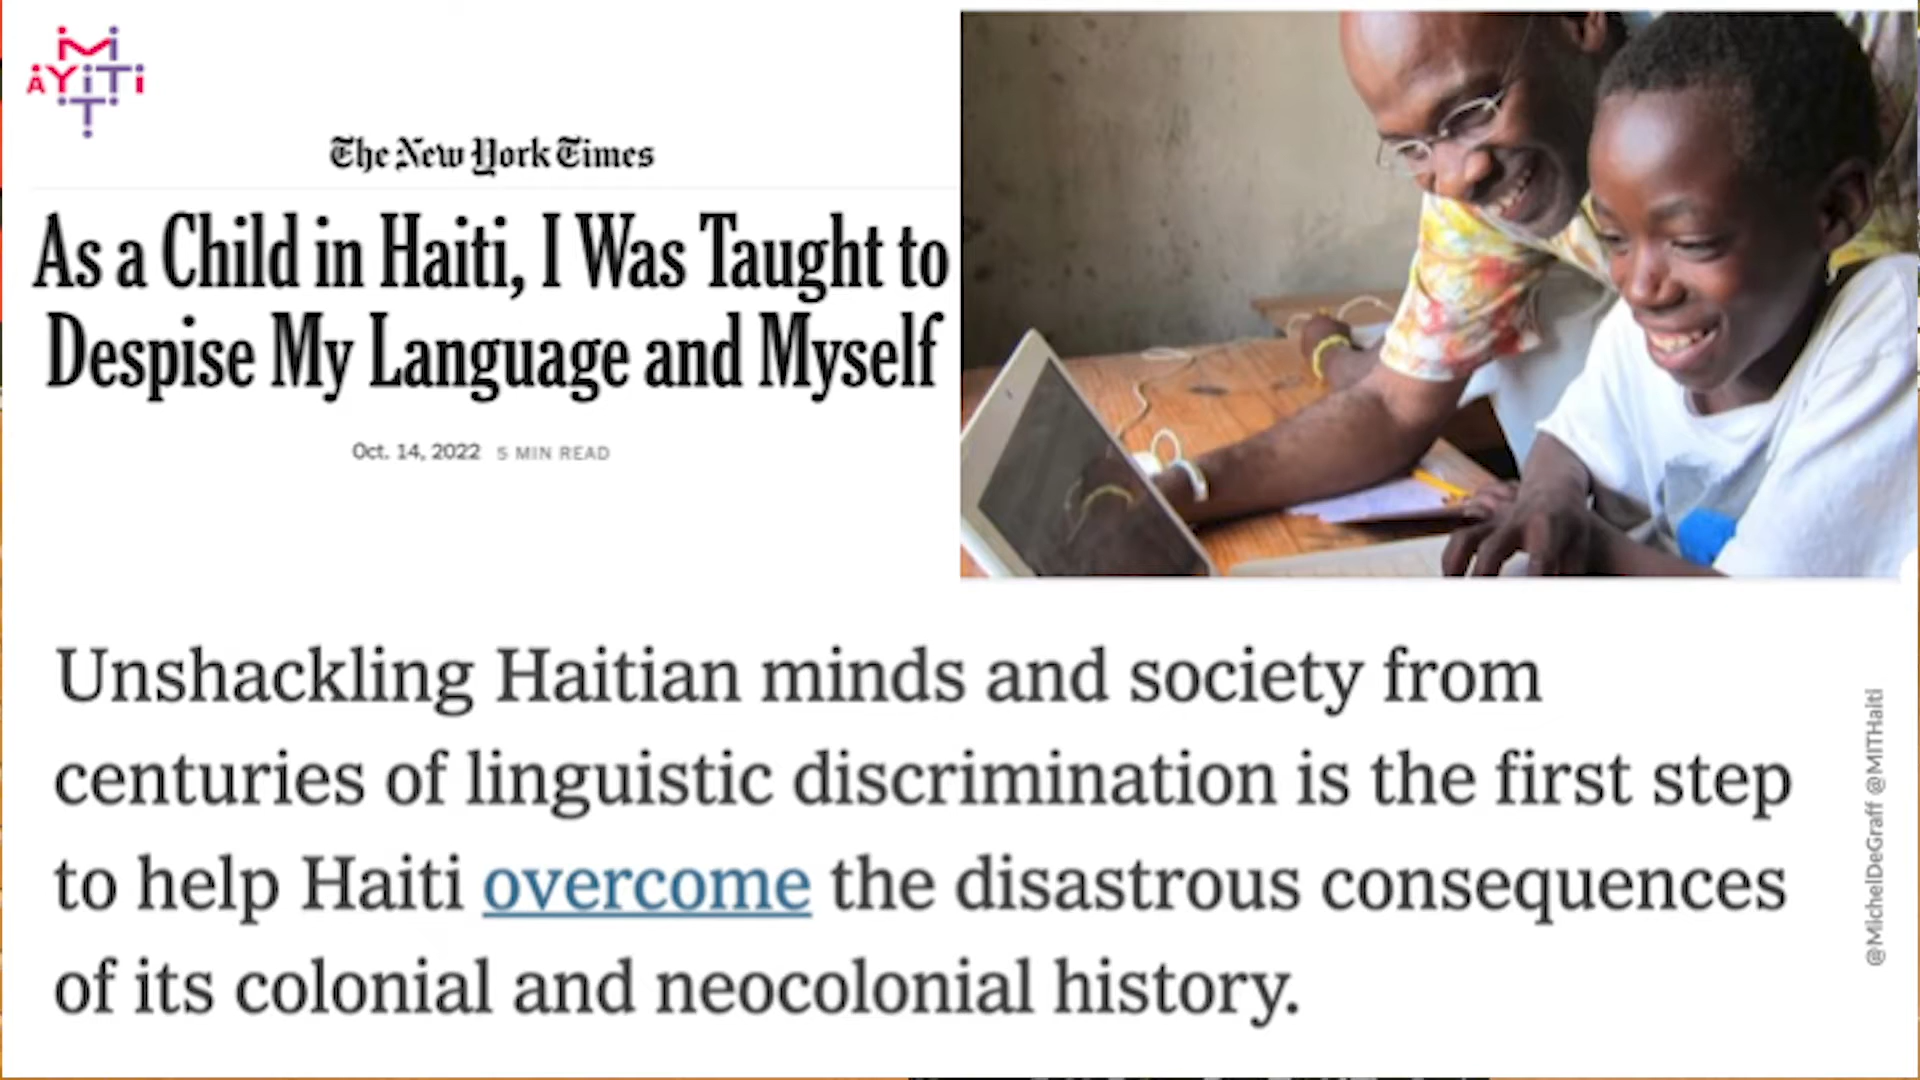 MIT
AYITI
The New York Times
As a Child in Haiti, I Was Taught to
Despise My Language and Myself
Oct. 14, 2022 5 MIN READ
Unshackling Haitian minds and society from
centuries of linguistic discrimination is the first step
to help Haiti overcome the disastrous consequences
of its colonial and neocolonial history.
@MichelDeGraff @MITHaiti